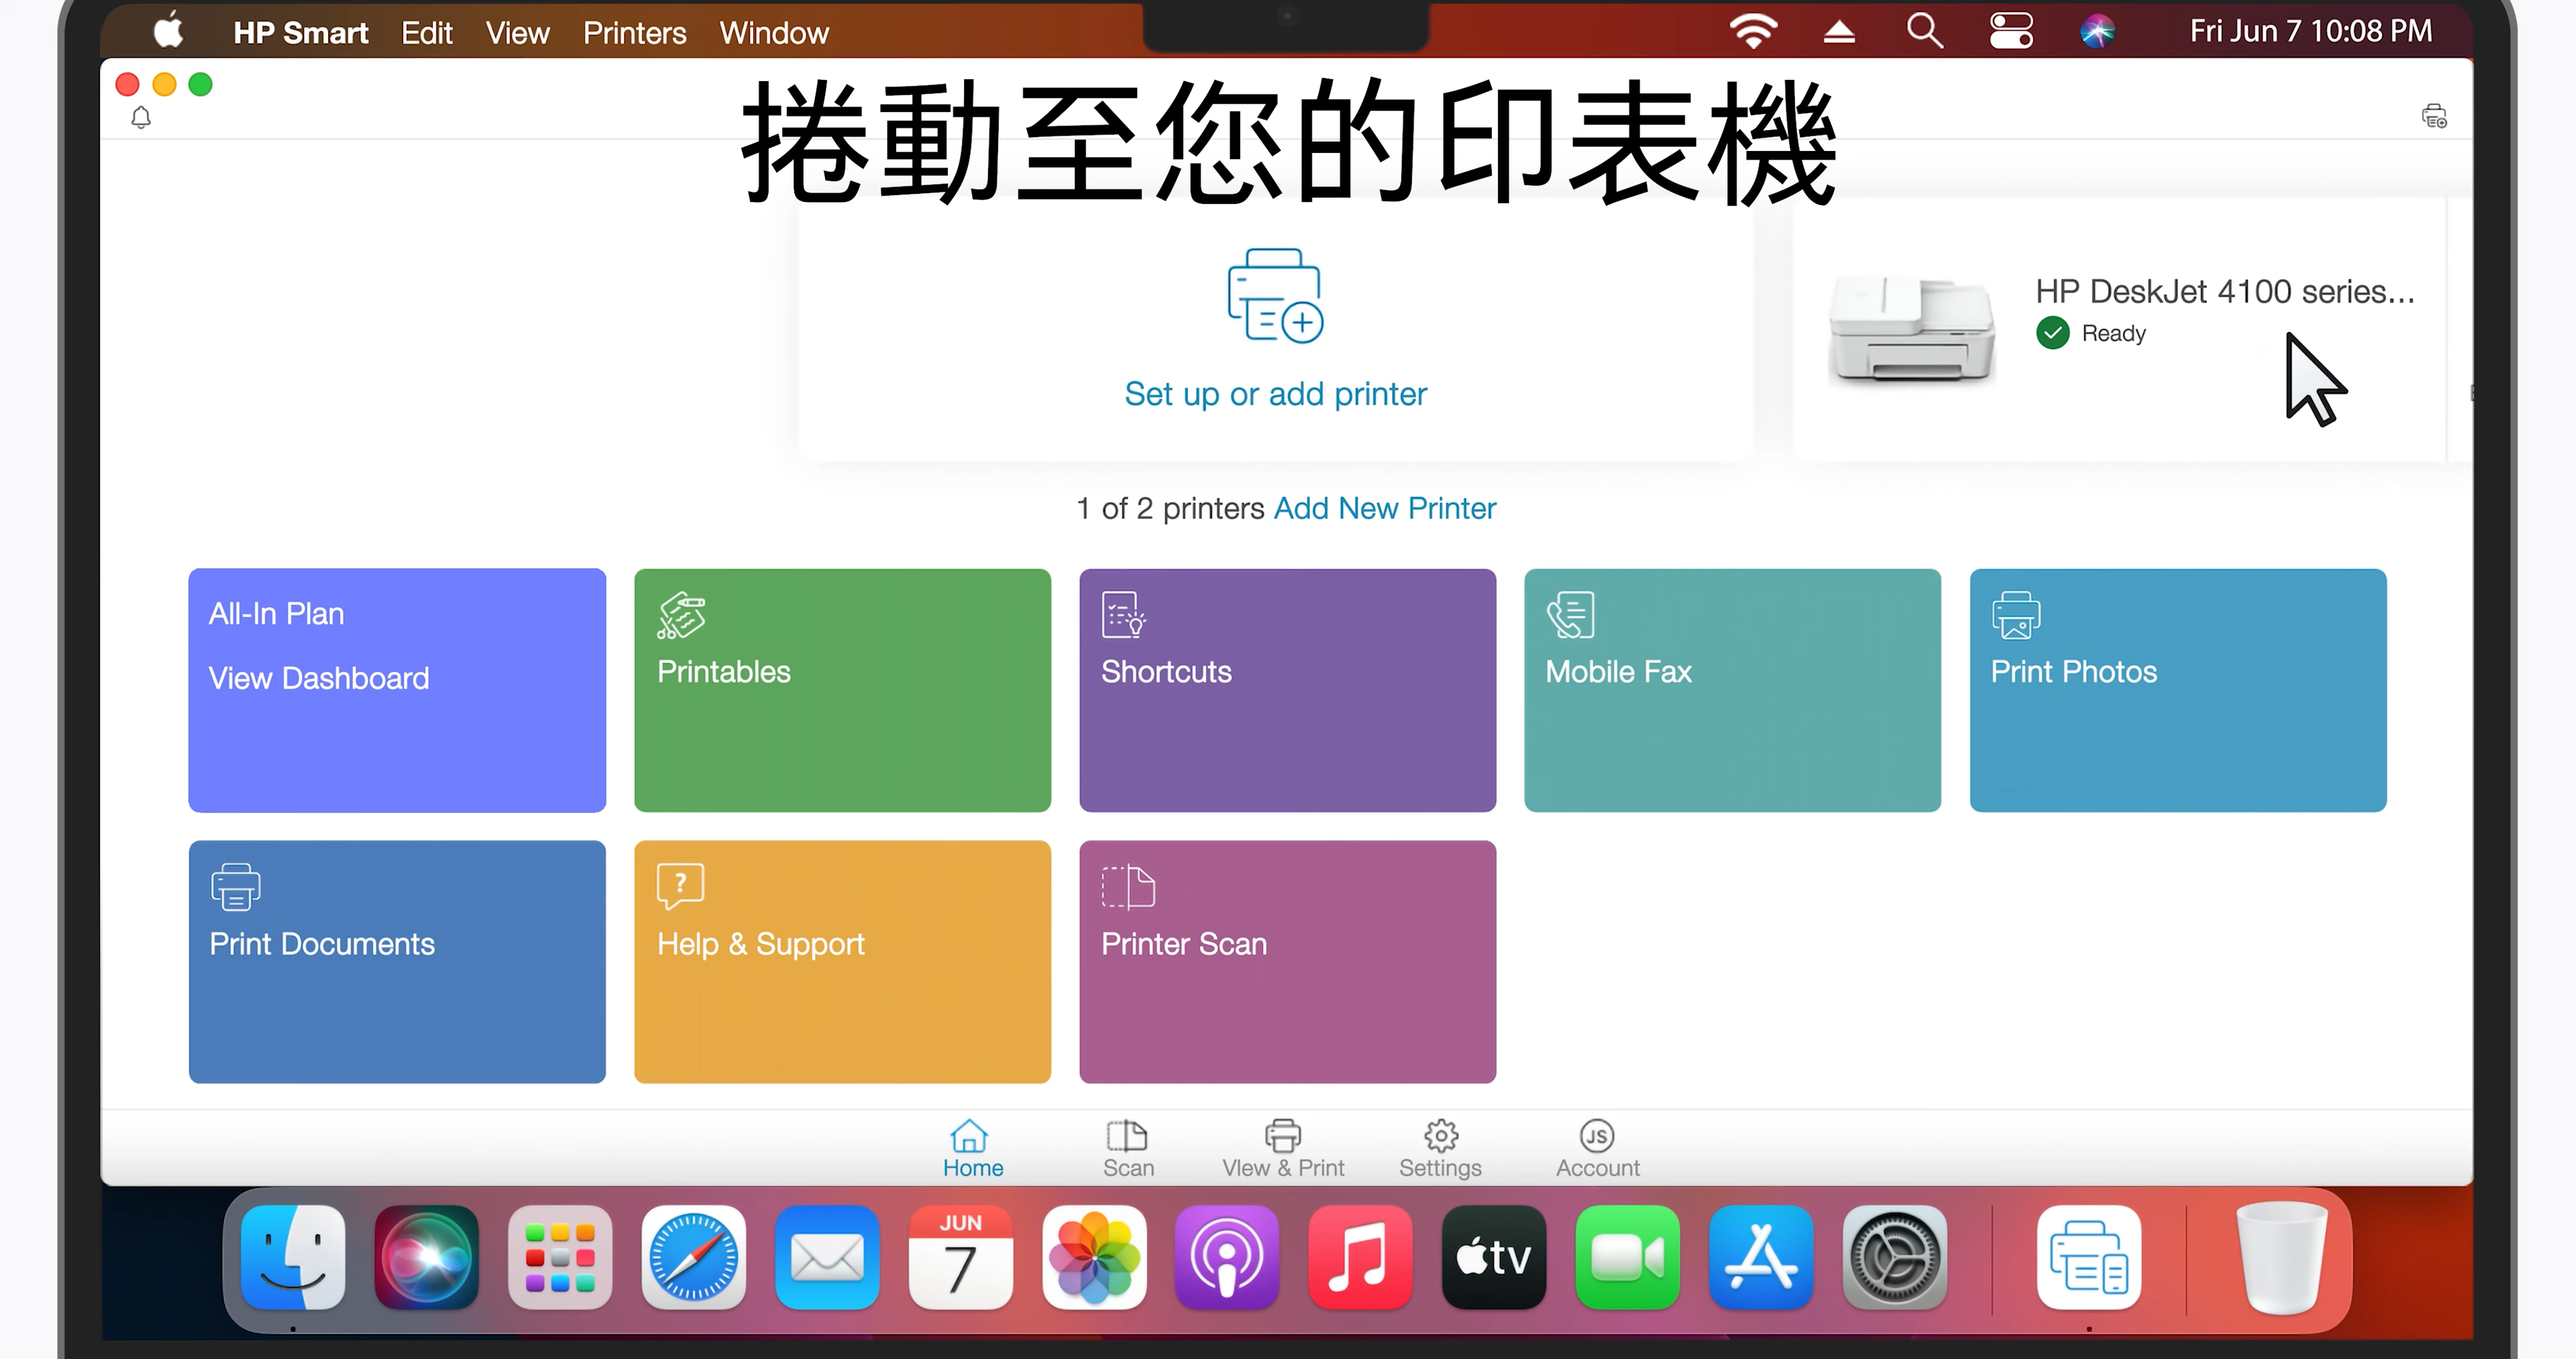 HP Smart Edit View Printers Window Fri Jun 7 10:08 PM
捲動至您的印表機
HP DeskJet 4100 series...
Ready
Set up or add printer
1 of 2 printers Add New Printer
All-In Plan
View Dashboard
Printables
Shortcuts
Mobile Fax
Print Photos
Print Documents
Help & Support
Printer Scan
Home
Scan
View & Print
Settings
JS
Account
JUN
7
tv